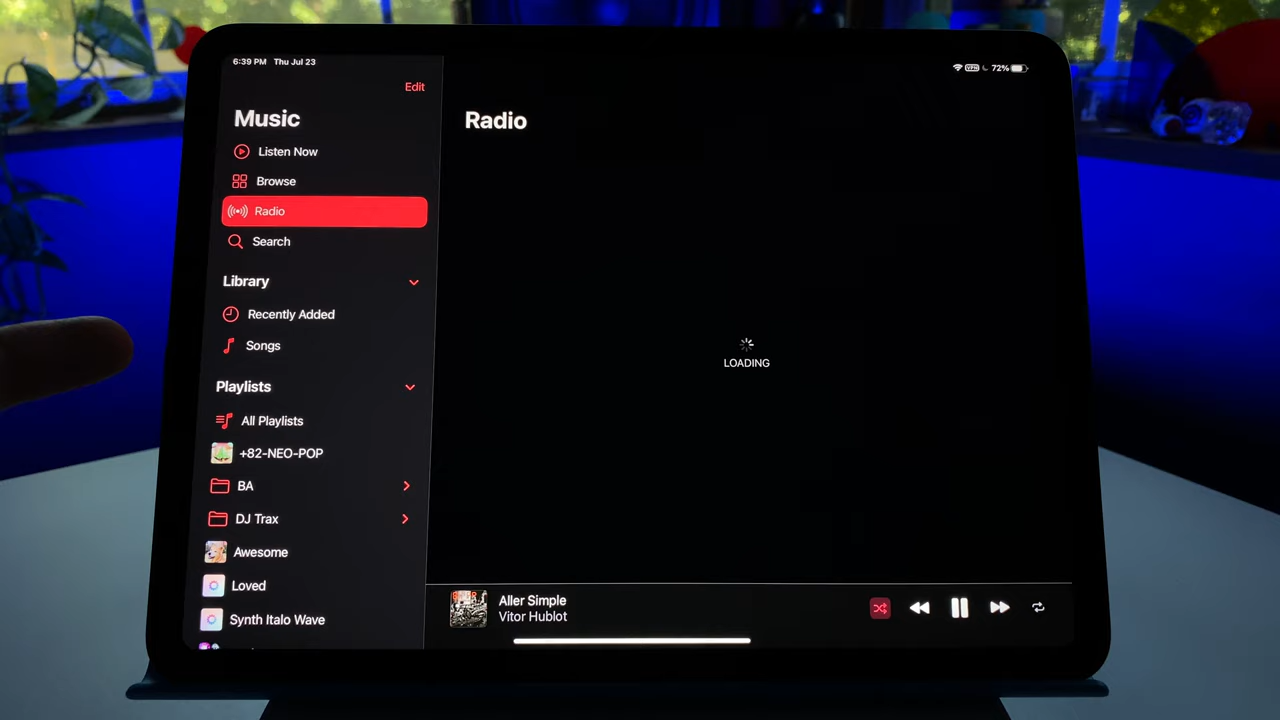 6:39 PM Thu Jul 23
VPN 72%
Edit
Music
Listen Now
Browse
Radio
Search
Library
Recently Added
Songs
Playlists
All Playlists
+82-NEO-POP
BA
DJ Trax
Awesome
Loved
Synth Italo Wave
Radio
LOADING
Aller Simple
Vitor Hublot